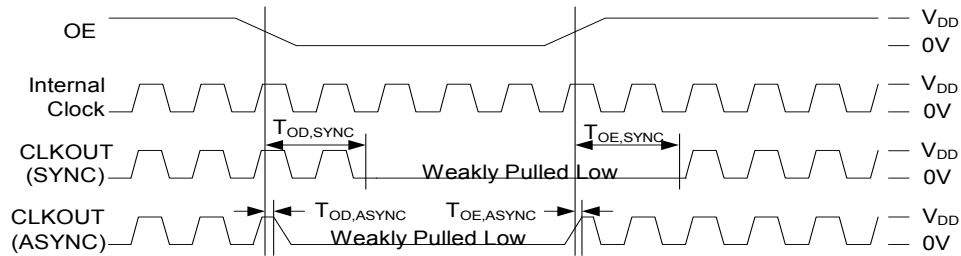 OE
V_DD
0V
Internal
Clock
V_DD
0V
T_OD,SYNC
T_OE,SYNC
CLKOUT
(SYNC)
Weakly Pulled Low
V_DD
0V
CLKOUT
(ASYNC)
T_OD,ASYNC
T_OE,ASYNC
Weakly Pulled Low
V_DD
0V